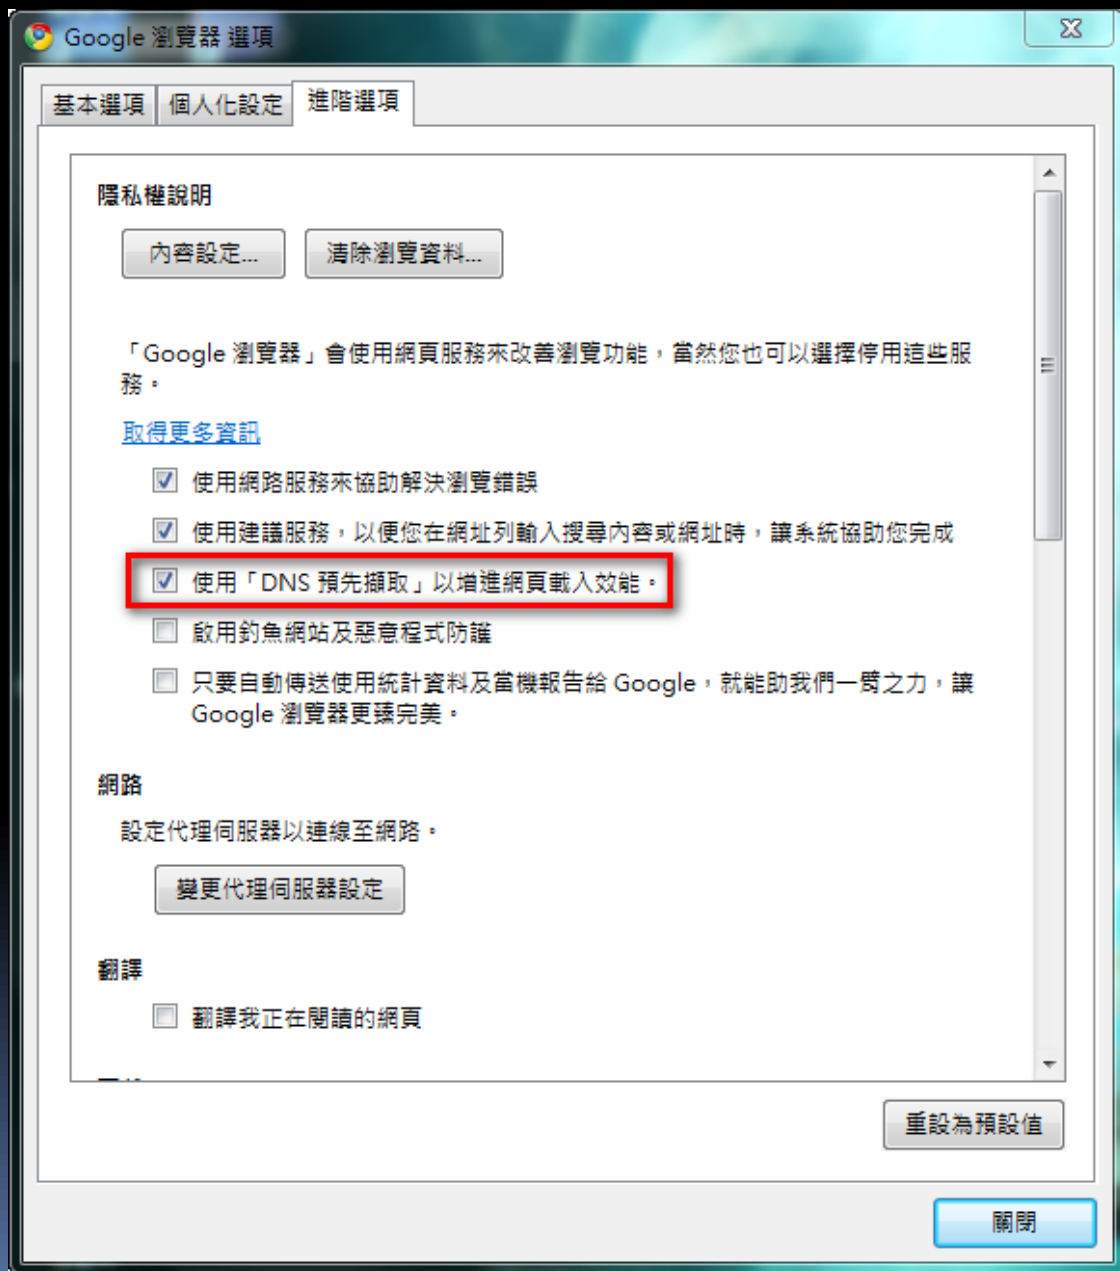 Google 瀏覽器 選項
基本選項 個人化設定 進階選項
隱私權說明
內容設定... 清除瀏覽資料...
「Google 瀏覽器」會使用網頁服務來改善瀏覽功能，當然您也可以選擇停用這些服
務。
取得更多資訊
使用網路服務來協助解決瀏覽錯誤
使用建議服務，以便您在網址列輸入搜尋內容或網址時，讓系統協助您完成
使用「DNS 預先擷取」以增進網頁載入效能。
啟用釣魚網站及惡意程式防護
只要自動傳送使用統計資料及當機報告給 Google，就能助我們一臂之力，讓
Google 瀏覽器更臻完美。
網路
設定代理伺服器以連線至網路。
變更代理伺服器設定
翻譯
翻譯我正在閱讀的網頁
重設為預設值
關閉